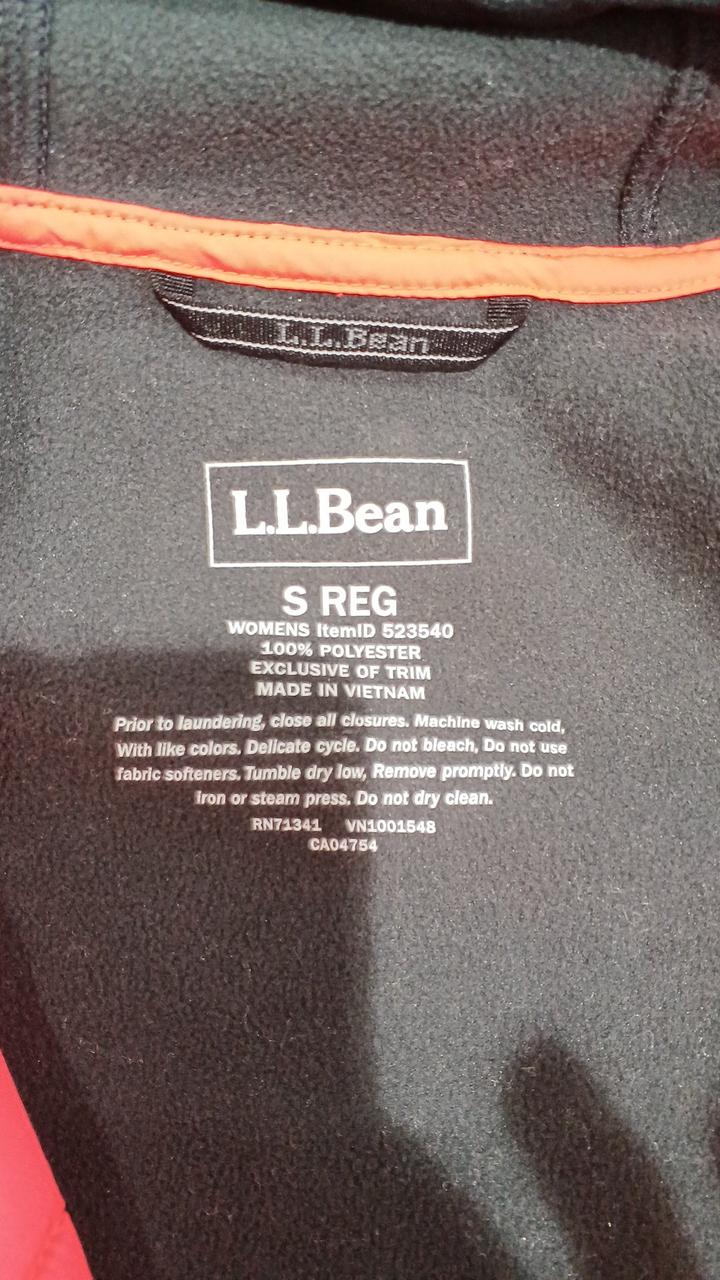 L.L.Bean
L.L.Bean
S REG
WOMENS ItemID 523540
100% POLYESTER
EXCLUSIVE OF TRIM
MADE IN VIETNAM
Prior to laundering, close all closures. Machine wash cold,
With like colors. Delicate cycle. Do not bleach, Do not use
fabric softeners. Tumble dry low, Remove promptly. Do not
iron or steam press. Do not dry clean.
RN71341 VN1001548
CA04754